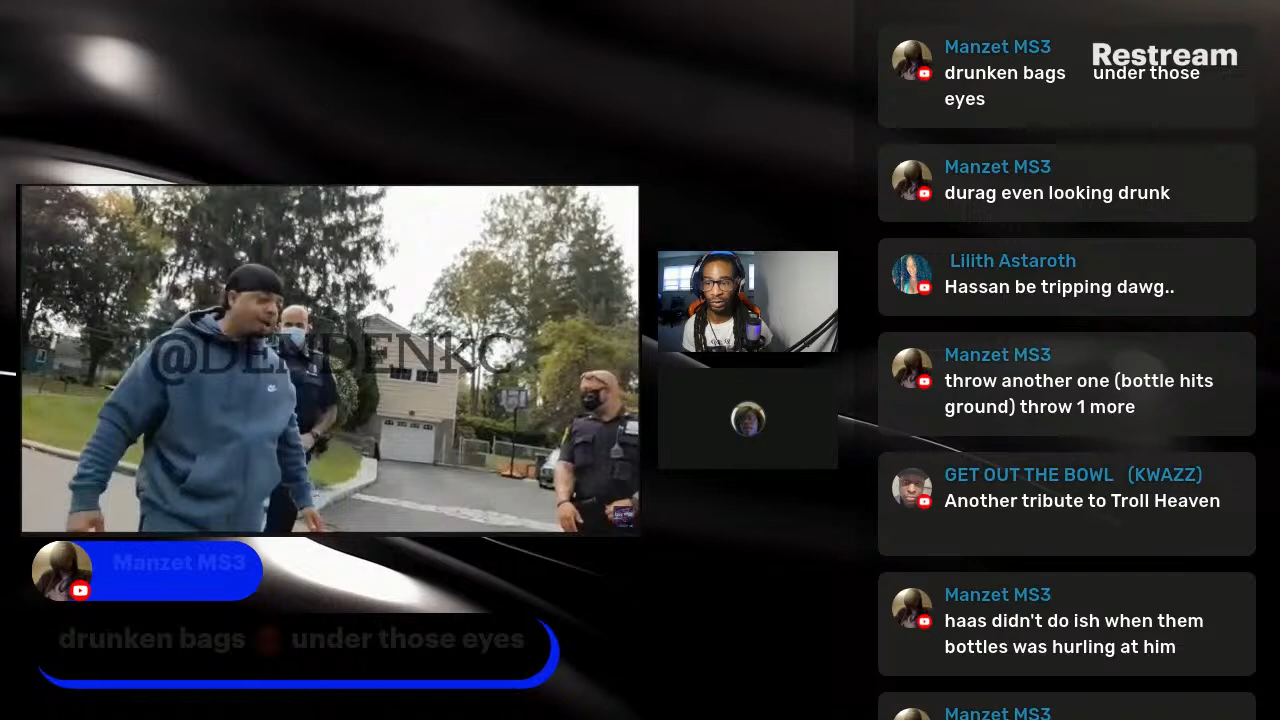 Restream
Manzet MS3
drunken bags under those
eyes
Manzet MS3
durag even looking drunk
Lilith Astaroth
Hassan be tripping dawg..
Manzet MS3
throw another one (bottle hits
ground) throw 1 more
GET OUT THE BOWL (KWAZZ)
Another tribute to Troll Heaven
Manzet MS3
haas didn't do ish when them
bottles was hurling at him
Manzet MS3
@DENDENKC
Manzet MS3
drunken bags under those eyes